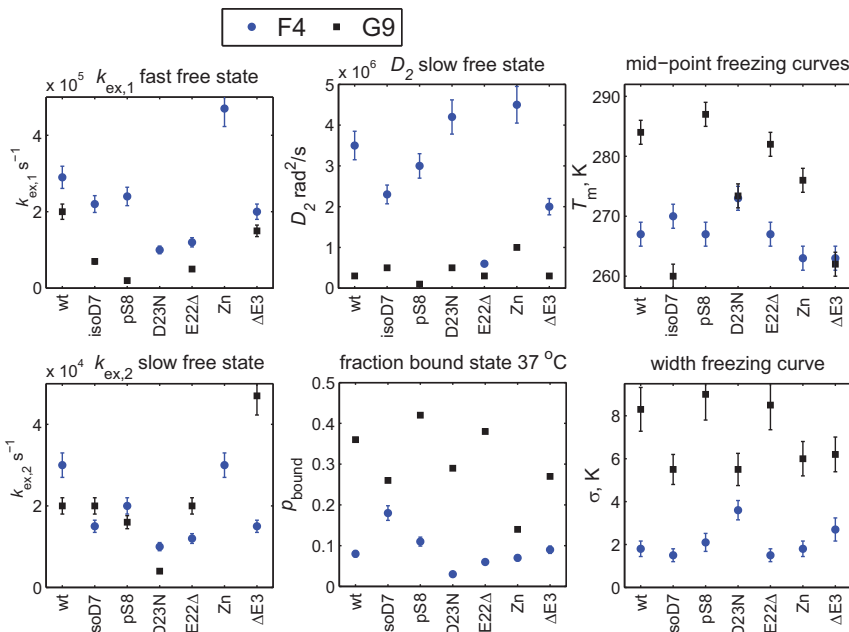 F4 G9
k_ex,1 fast free state
× 10^5
k_ex,1 s^−1
4
2
0
wt isoD7 pS8 D23N E22Δ Zn ΔE3
D_2 slow free state
× 10^6
D_2 rad^2/s
5
4
3
2
1
0
wt isoD7 pS8 D23N E22Δ Zn ΔE3
mid−point freezing curves
T_m, K
290
280
270
260
wt isoD7 pS8 D23N E22Δ Zn ΔE3
k_ex,2 slow free state
× 10^4
k_ex,2 s^−1
4
2
0
wt soD7 pS8 D23N E22Δ Zn ΔE3
fraction bound state 37 °C
p_bound
0.5
0.4
0.3
0.2
0.1
0
wt isoD7 pS8 D23N E22Δ Zn ΔE3
width freezing curve
σ, K
8
6
4
2
0
wt soD7 pS8 D23N E22Δ Zn ΔE3